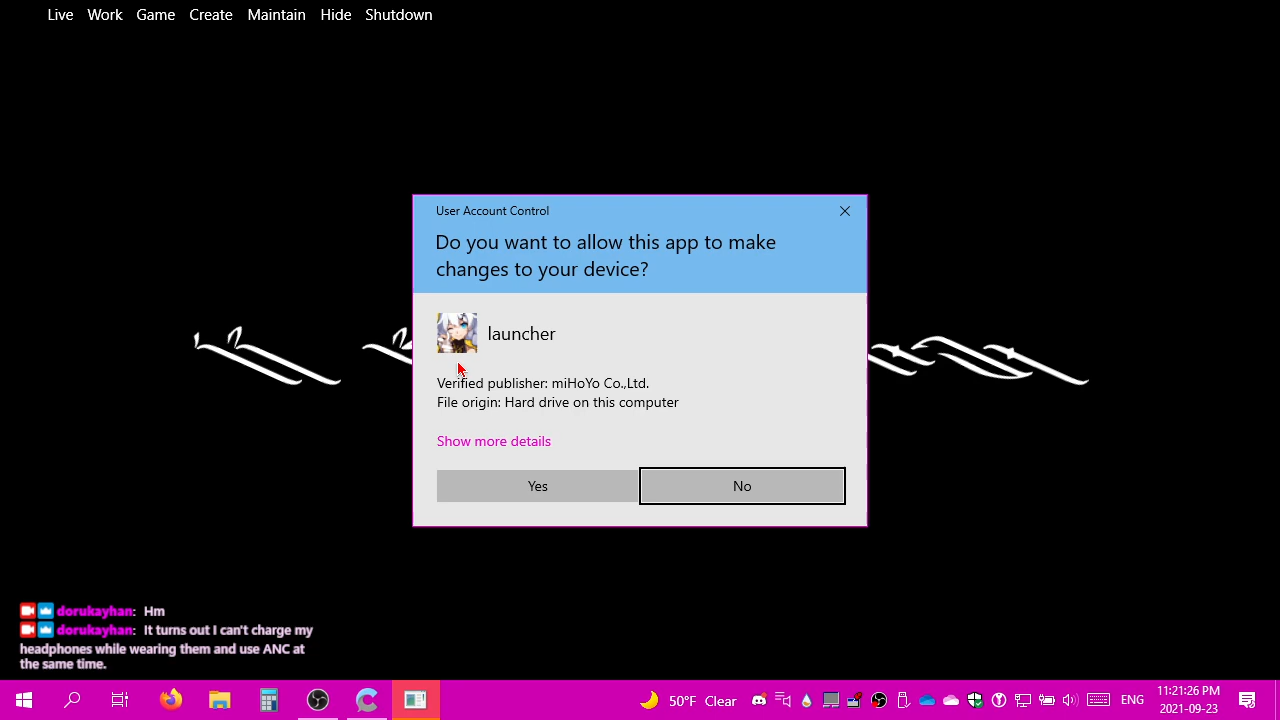 Live Work Game Create Maintain Hide Shutdown
User Account Control
Do you want to allow this app to make
changes to your device?
launcher
Verified publisher: miHoYo Co.,Ltd.
File origin: Hard drive on this computer
Show more details
Yes No
dorukayhan: Hm
dorukayhan: It turns out I can't charge my
headphones while wearing them and use ANC at
the same time.
50°F Clear
ENG
11:21:26 PM
2021-09-23